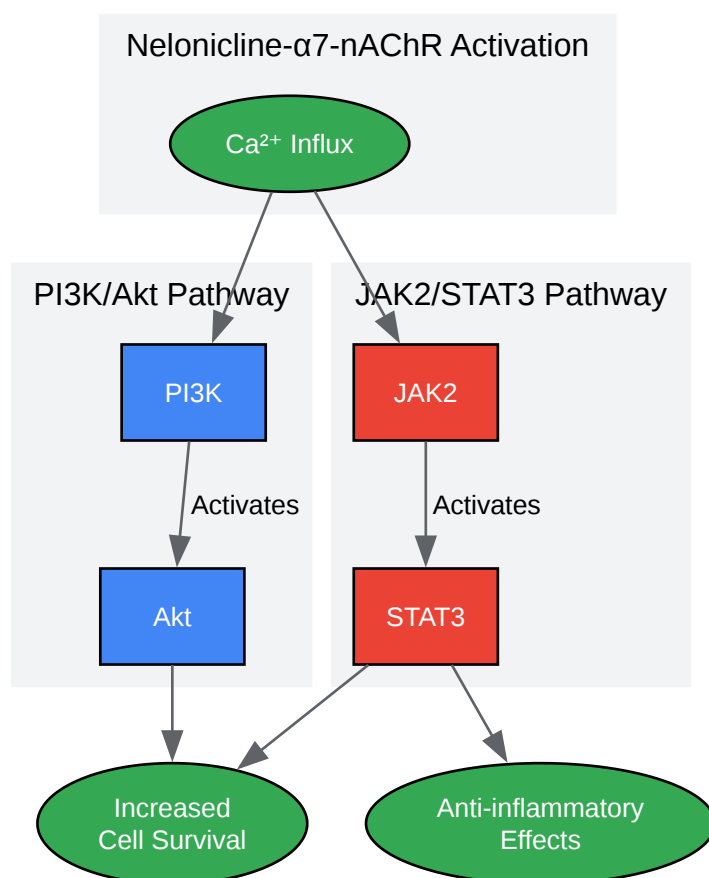 Nelonicline-α7-nAChR Activation
Ca²⁺ Influx
PI3K/Akt Pathway
JAK2/STAT3 Pathway
PI3K
JAK2
Activates
Activates
Akt
STAT3
Increased
Cell Survival
Anti-inflammatory
Effects